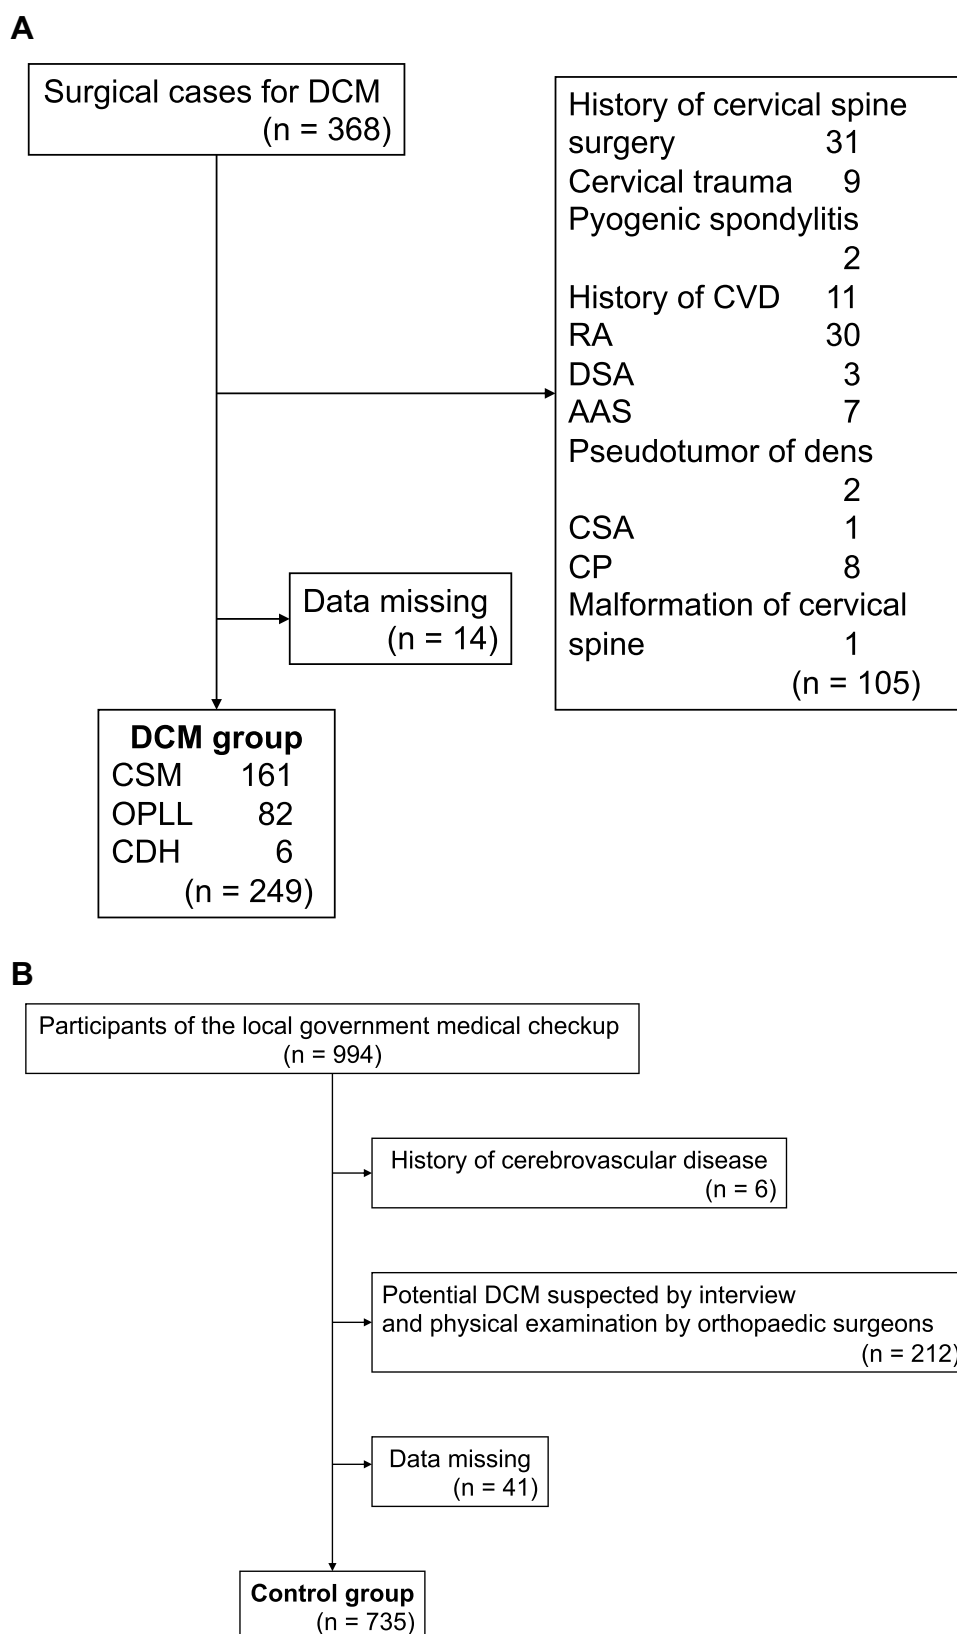 A
Surgical cases for DCM
(n = 368)
History of cervical spine
surgery 31
Cervical trauma 9
Pyogenic spondylitis
2
History of CVD 11
RA 30
DSA 3
AAS 7
Pseudotumor of dens
2
CSA 1
CP 8
Malformation of cervical
spine 1
(n = 105)
Data missing
(n = 14)
DCM group
CSM 161
OPLL 82
CDH 6
(n = 249)
B
Participants of the local government medical checkup
(n = 994)
History of cerebrovascular disease
(n = 6)
Potential DCM suspected by interview
and physical examination by orthopaedic surgeons
(n = 212)
Data missing
(n = 41)
Control group
(n = 735)